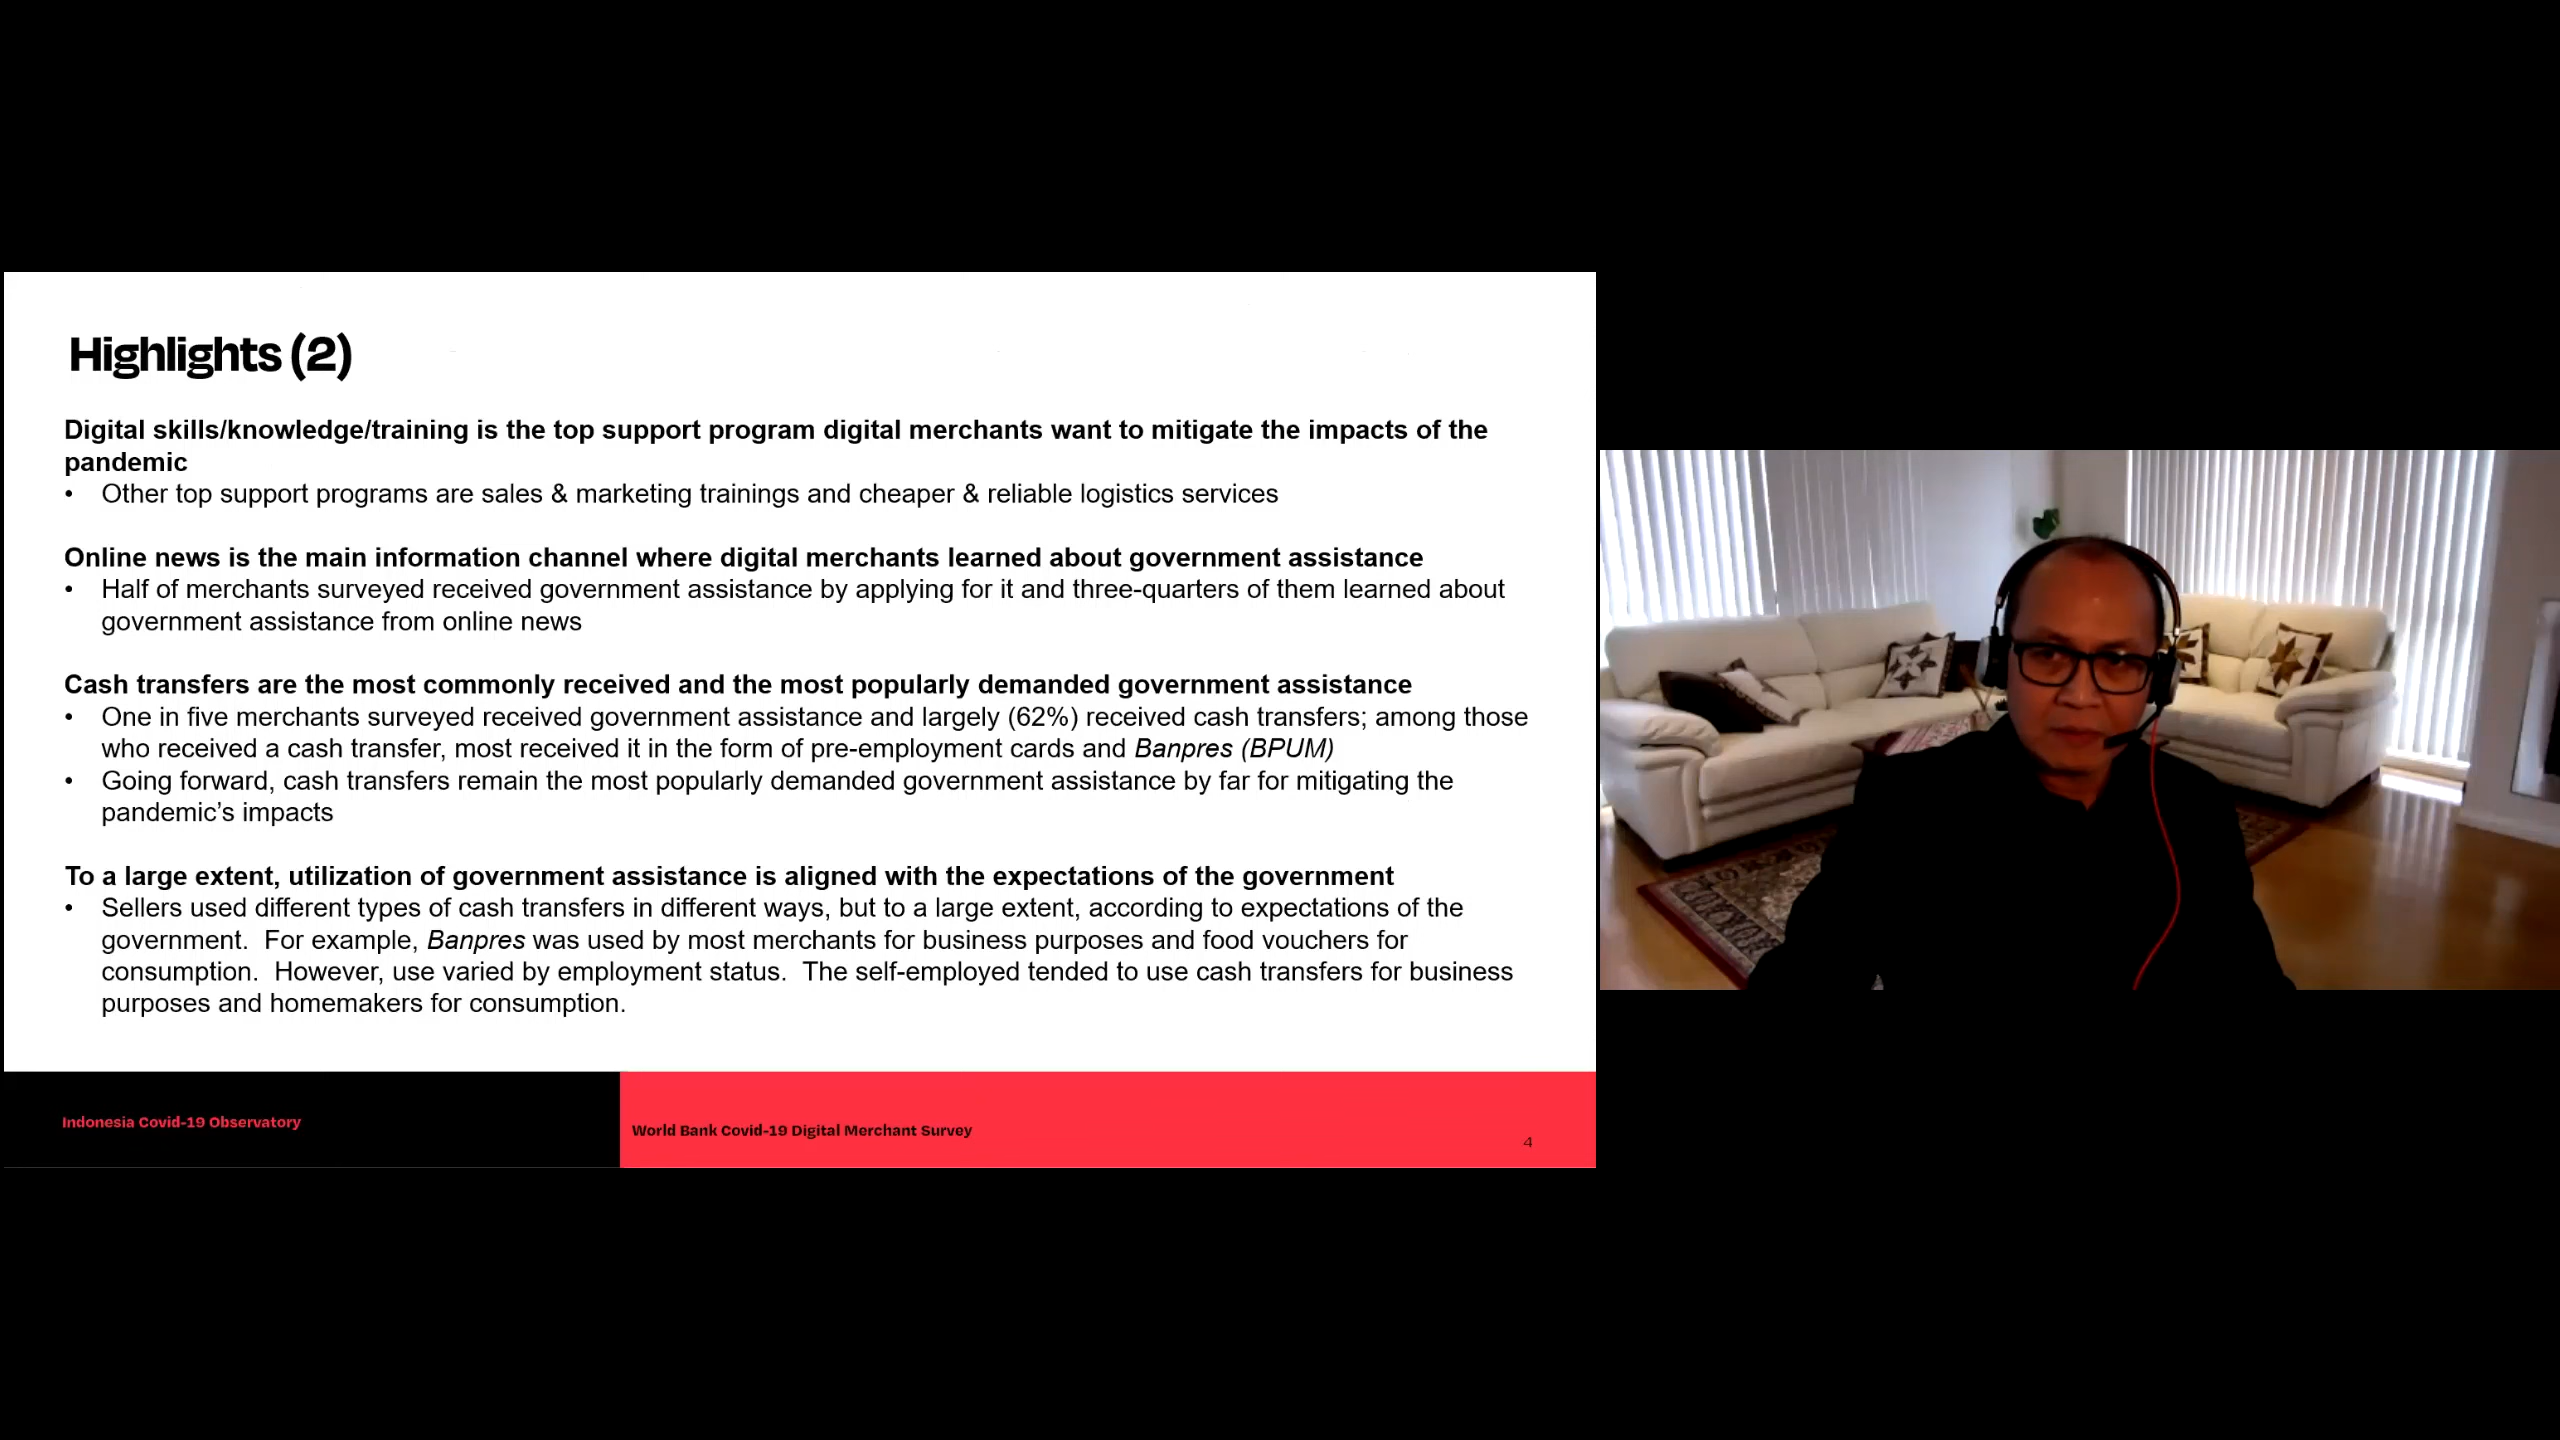 Highlights (2)
Digital skills/knowledge/training is the top support program digital merchants want to mitigate the impacts of the
pandemic
• Other top support programs are sales & marketing trainings and cheaper & reliable logistics services
Online news is the main information channel where digital merchants learned about government assistance
• Half of merchants surveyed received government assistance by applying for it and three-quarters of them learned about
government assistance from online news
Cash transfers are the most commonly received and the most popularly demanded government assistance
• One in five merchants surveyed received government assistance and largely (62%) received cash transfers; among those
who received a cash transfer, most received it in the form of pre-employment cards and Banpres (BPUM)
• Going forward, cash transfers remain the most popularly demanded government assistance by far for mitigating the
pandemic’s impacts
To a large extent, utilization of government assistance is aligned with the expectations of the government
• Sellers used different types of cash transfers in different ways, but to a large extent, according to expectations of the
government.  For example, Banpres was used by most merchants for business purposes and food vouchers for
consumption.  However, use varied by employment status.  The self-employed tended to use cash transfers for business
purposes and homemakers for consumption.
Indonesia Covid-19 Observatory
World Bank Covid-19 Digital Merchant Survey
4